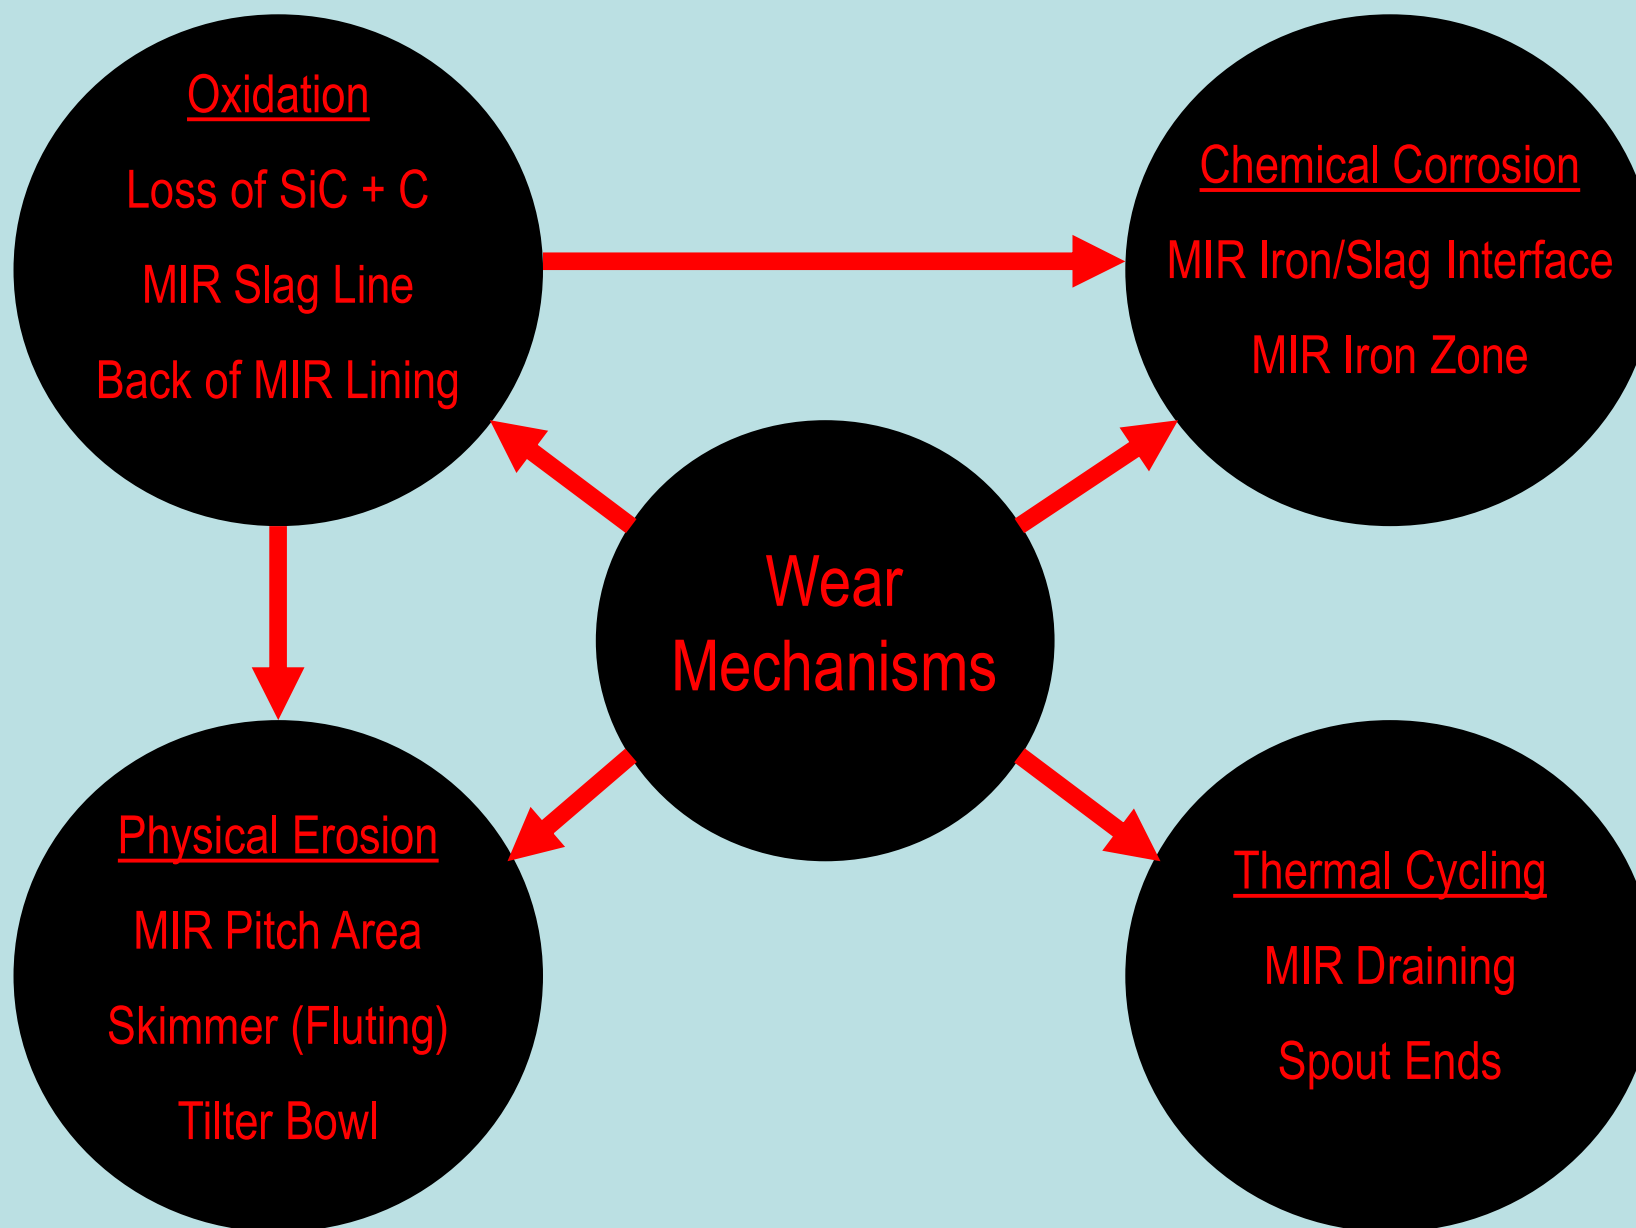 Oxidation
Loss of SiC + C
MIR Slag Line
Back of MIR Lining
Chemical Corrosion
MIR Iron/Slag Interface
MIR Iron Zone
Wear
Mechanisms
Physical Erosion
MIR Pitch Area
Skimmer (Fluting)
Tilter Bowl
Thermal Cycling
MIR Draining
Spout Ends